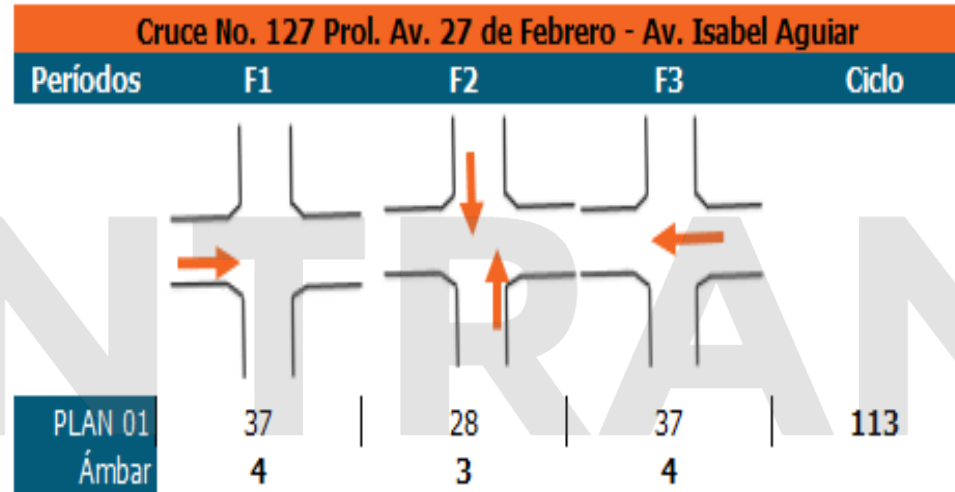 Cruce No. 127 Prol. Av. 27 de Febrero - Av. Isabel Aguiar
Períodos F1 F2 F3 Ciclo
NTRAN
PLAN 01 37 28 37 113
Ámbar 4 3 4